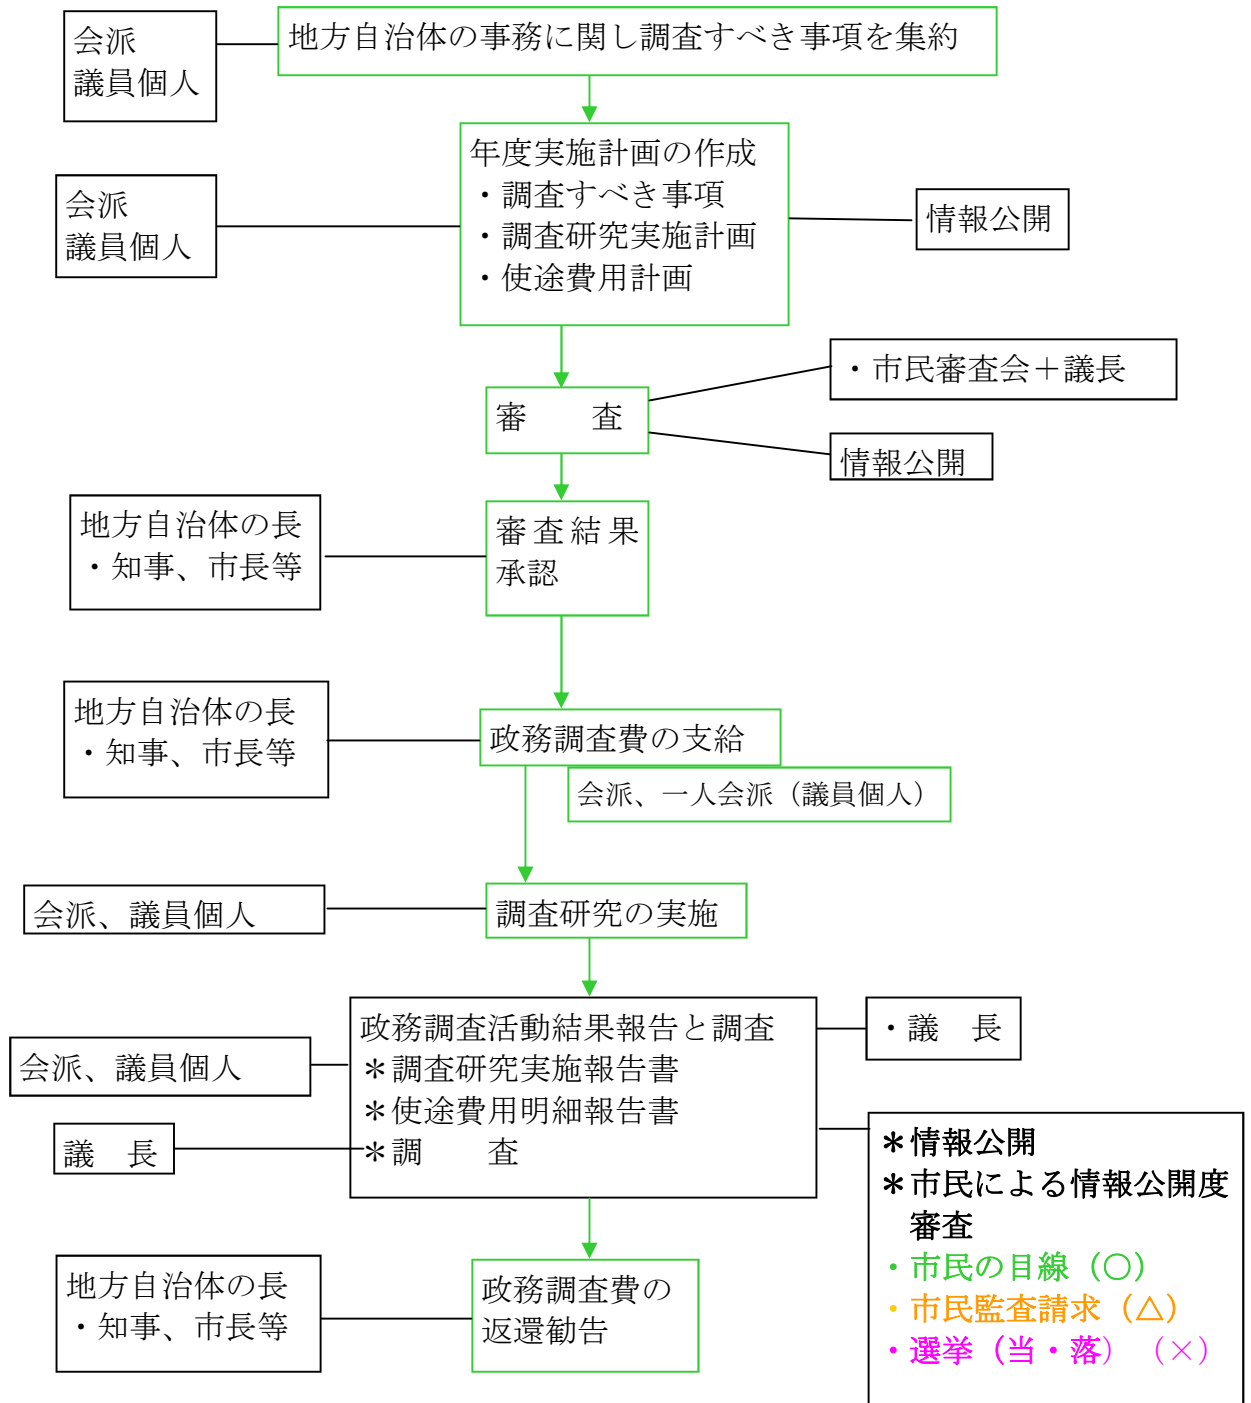 会派
議員個人
地方自治体の事務に関し調査すべき事項を集約
会派
議員個人
年度実施計画の作成
・調査すべき事項
・調査研究実施計画
・使途費用計画
情報公開
・市民審査会＋議長
審　　査
情報公開
地方自治体の長
・知事、市長等
審査結果
承認
地方自治体の長
・知事、市長等
政務調査費の支給
会派、一人会派（議員個人）
会派、議員個人
調査研究の実施
会派、議員個人
議　長
政務調査活動結果報告と調査
＊調査研究実施報告書
＊使途費用明細報告書
＊調　　査
・議　長
＊情報公開
＊市民による情報公開度
審査
・市民の目線（○）
・市民監査請求（△）
・選挙（当・落）（×）
地方自治体の長
・知事、市長等
政務調査費の
返還勧告